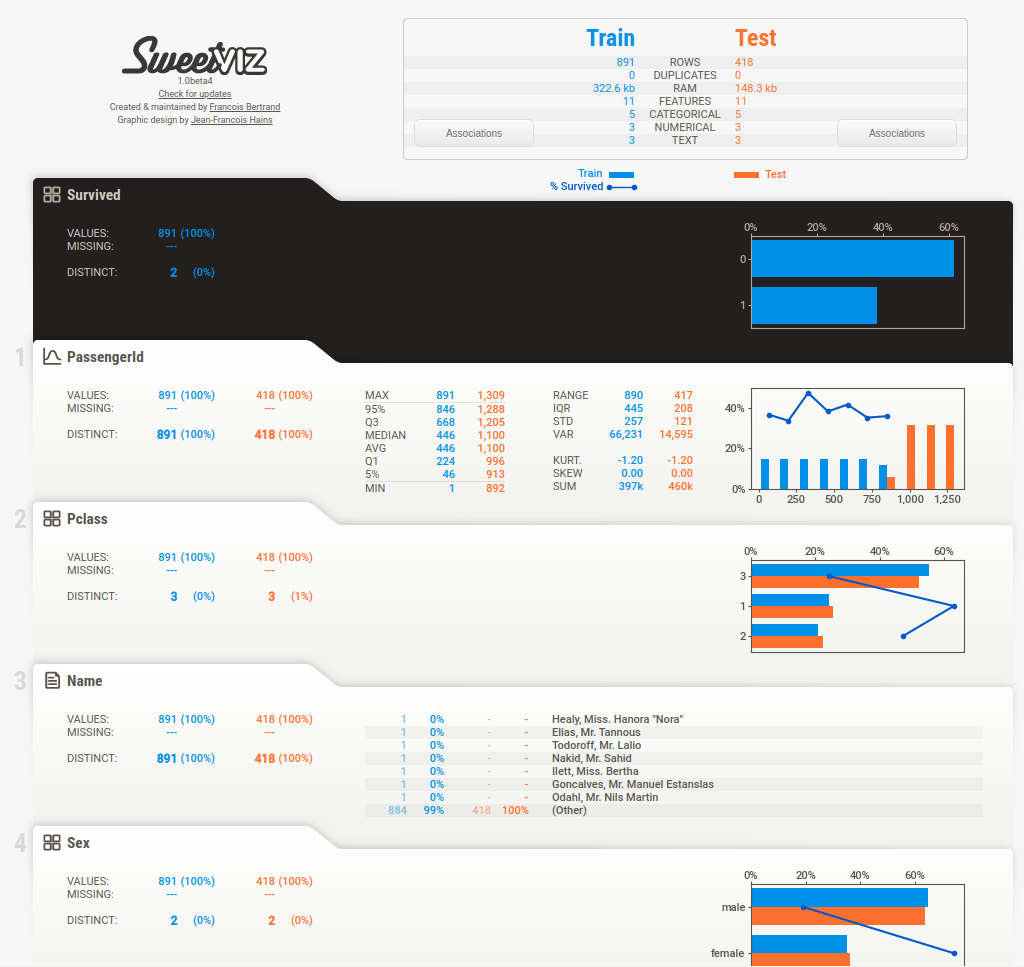 SweetVIZ
1.0beta4
Check for updates
Created & maintained by Francois Bertrand
Graphic design by Jean-Francois Hains
Train Test
891 ROWS 418
0 DUPLICATES 0
322.6 kb RAM 148.3 kb
11 FEATURES 11
5 CATEGORICAL 5
3 NUMERICAL 3
3 TEXT 3
Associations Associations
Train Test
% Survived
Survived
VALUES: 891 (100%)
MISSING: ---
DISTINCT: 2 (0%)
0% 20% 40% 60%
0
1
1 PassengerId
VALUES: 891 (100%) 418 (100%)
MISSING: --- ---
DISTINCT: 891 (100%) 418 (100%)
MAX 891 1,309
95% 846 1,288
Q3 668 1,205
MEDIAN 446 1,100
AVG 446 1,100
Q1 224 996
5% 46 913
MIN 1 892
RANGE 890 417
IQR 445 208
STD 257 121
VAR 66,231 14,595
KURT. -1.20 -1.20
SKEW 0.00 0.00
SUM 397k 460k
40%
20%
0%
0 250 500 750 1,000 1,250
2 Pclass
VALUES: 891 (100%) 418 (100%)
MISSING: --- ---
DISTINCT: 3 (0%) 3 (1%)
0% 20% 40% 60%
3
1
2
3 Name
VALUES: 891 (100%) 418 (100%)
MISSING: --- ---
DISTINCT: 891 (100%) 418 (100%)
1 0% - - Healy, Miss. Hanora "Nora"
1 0% - - Elias, Mr. Tannous
1 0% - - Todoroff, Mr. Lalio
1 0% - - Nakid, Mr. Sahid
1 0% - - Ilett, Miss. Bertha
1 0% - - Goncalves, Mr. Manuel Estanslas
1 0% - - Odahl, Mr. Nils Martin
884 99% 418 100% (Other)
4 Sex
VALUES: 891 (100%) 418 (100%)
MISSING: --- ---
DISTINCT: 2 (0%) 2 (0%)
0% 20% 40% 60%
male
female